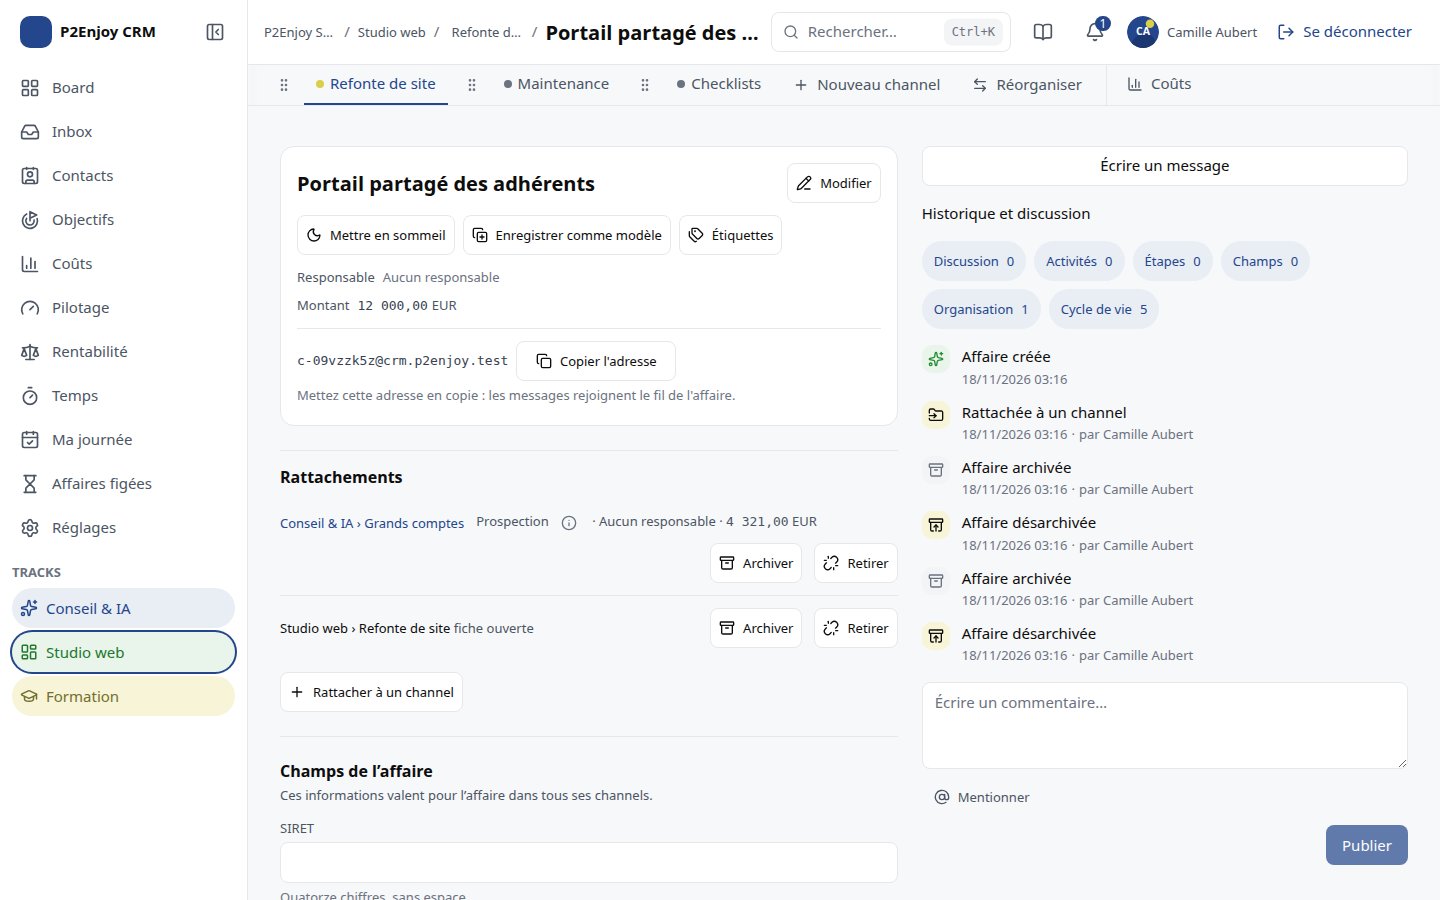 P2Enjoy CRM
Board
Inbox
Contacts
Objectifs
Coûts
Pilotage
Rentabilité
Temps
Ma journée
Affaires figées
Réglages
TRACKS
Conseil & IA
Studio web
Formation
P2Enjoy S... / Studio web / Refonte d... / Portail partagé des ...
Rechercher... Ctrl+K
1
CA Camille Aubert
Se déconnecter
Refonte de site
Maintenance
Checklists
Nouveau channel
Réorganiser
Coûts
Portail partagé des adhérents
Modifier
Mettre en sommeil
Enregistrer comme modèle
Étiquettes
Responsable Aucun responsable
Montant 12 000,00 EUR
c-09vzzk5z@crm.p2enjoy.test Copier l'adresse
Mettez cette adresse en copie : les messages rejoignent le fil de l'affaire.
Rattachements
Conseil & IA › Grands comptes Prospection · Aucun responsable · 4 321,00 EUR
Archiver Retirer
Studio web › Refonte de site fiche ouverte Archiver Retirer
Rattacher à un channel
Champs de l’affaire
Ces informations valent pour l’affaire dans tous ses channels.
SIRET
Quatorze chiffres, sans espace.
Écrire un message
Historique et discussion
Discussion 0
Activités 0
Étapes 0
Champs 0
Organisation 1
Cycle de vie 5
Affaire créée
18/11/2026 03:16
Rattachée à un channel
18/11/2026 03:16 · par Camille Aubert
Affaire archivée
18/11/2026 03:16 · par Camille Aubert
Affaire désarchivée
18/11/2026 03:16 · par Camille Aubert
Affaire archivée
18/11/2026 03:16 · par Camille Aubert
Affaire désarchivée
18/11/2026 03:16 · par Camille Aubert
Écrire un commentaire...
Mentionner
Publier